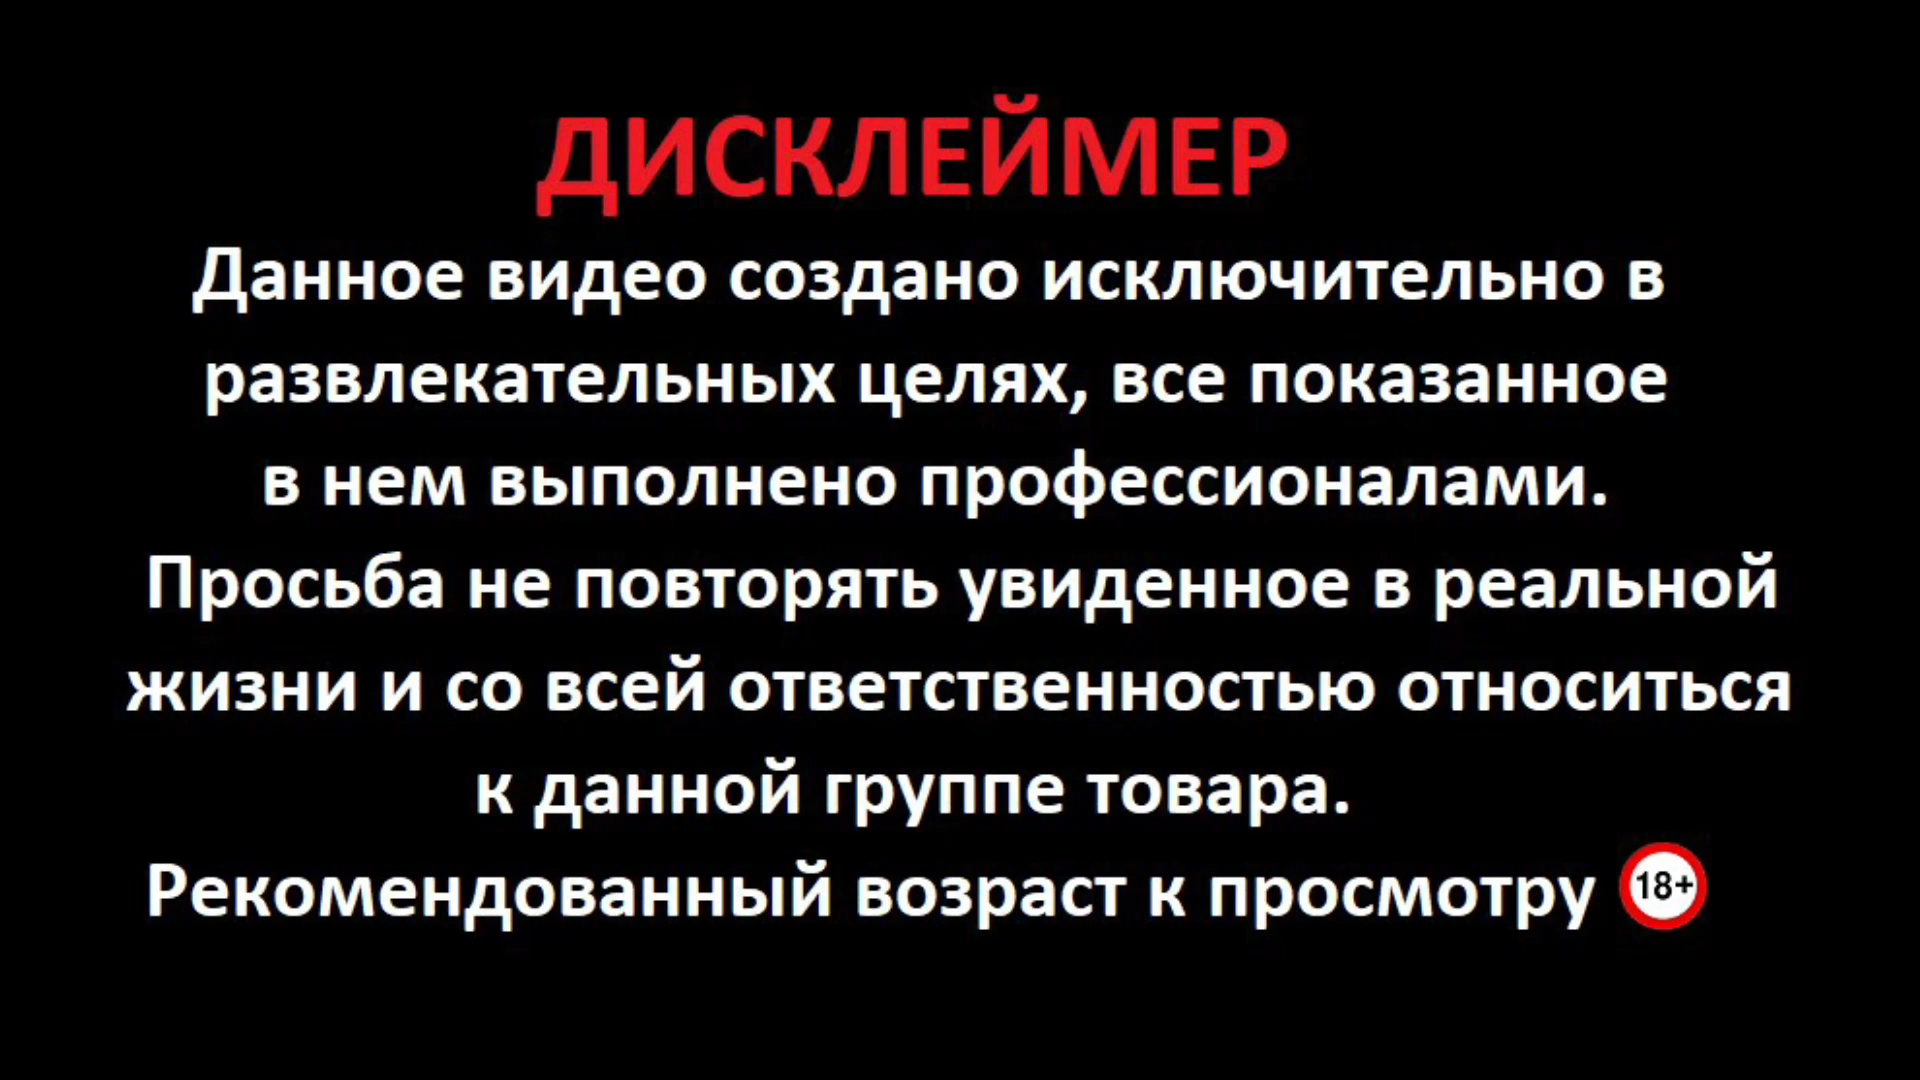 ДИСКЛЕЙМЕР
Данное видео создано исключительно в
развлекательных целях, все показанное
в нем выполнено профессионалами.
Просьба не повторять увиденное в реальной
жизни и со всей ответственностью относиться
к данной группе товара.
Рекомендованный возраст к просмотру 18+